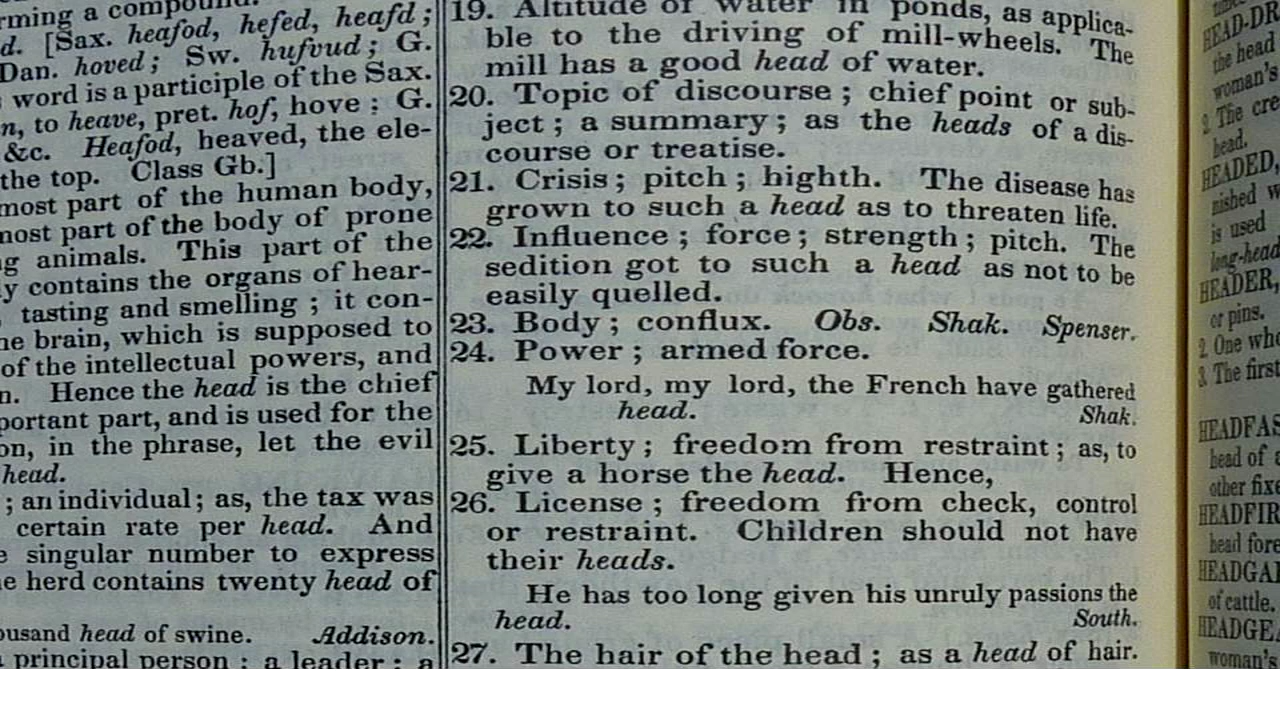 rming a compound.
d. [Sax. heafod, hefed, heafd;
Dan. hoved; Sw. hufvud; G.
word is a participle of the Sax.
n, to heave, pret. hof, hove; G.
&c. Heafod, heaved, the ele-
the top. Class Gb.]
most part of the human body,
most part of the body of prone
g animals. This part of the
y contains the organs of hear-
tasting and smelling; it con-
he brain, which is supposed to
of the intellectual powers, and
n. Hence the head is the chief
portant part, and is used for the
on, in the phrase, let the evil
head.
; an individual; as, the tax was
certain rate per head. And
e singular number to express
he herd contains twenty head of
ousand head of swine. Addison.
principal person; a leader; a
19. Altitude of water in ponds, as applica-
ble to the driving of mill-wheels. The
mill has a good head of water.
20. Topic of discourse; chief point or sub-
ject; a summary; as the heads of a dis-
course or treatise.
21. Crisis; pitch; highth. The disease has
grown to such a head as to threaten life.
22. Influence; force; strength; pitch. The
sedition got to such a head as not to be
easily quelled.
23. Body; conflux. Obs. Shak. Spenser.
24. Power; armed force.
My lord, my lord, the French have gathered
head. Shak.
25. Liberty; freedom from restraint; as, to
give a horse the head. Hence,
26. License; freedom from check, control
or restraint. Children should not have
their heads.
He has too long given his unruly passions the
head. South.
27. The hair of the head; as a head of hair.
HEAD-DR
the head
woman's
2. The cre
head.
HEADED,
nished w
is used
long-head
HEADER,
or pins.
2. One who
3. The first
HEADFAS
head of a
other fixe
HEADFIR
head fore
HEADGA
of cattle.
HEADGE
woman's